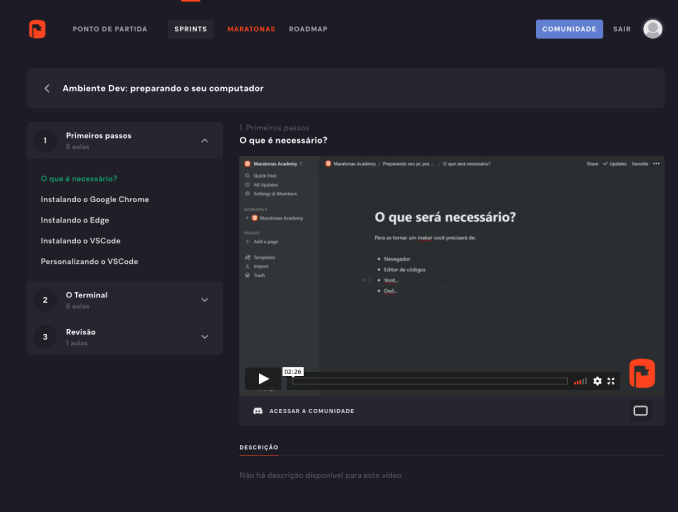 PONTO DE PARTIDA SPRINTS MARATONAS ROADMAP COMUNIDADE SAIR
Ambiente Dev: preparando o seu computador
1 Primeiros passos
5 aulas
O que é necessário?
Instalando o Google Chrome
Instalando o Edge
Instalando o VSCode
Personalizando o VSCode
2 O Terminal
5 aulas
3 Revisão
1 aulas
1. Primeiros passos
O que é necessário?
Maratonas Academy
Quick Find
All Updates
Settings & Members
WORKSPACE
Maratonas Academy
PRIVATE
Add a page
Templates
Import
Trash
Maratonas Academy / Preparando seu pc pra ... / O que será necessário? Share Updates Favorite
O que será necessário?
Para se tornar um maker você precisará de:
Navegador
Editor de códigos
Vont...
Ded...
02:26
ACESSAR A COMUNIDADE
DESCRIÇÃO
Não há descrição disponível para este vídeo.